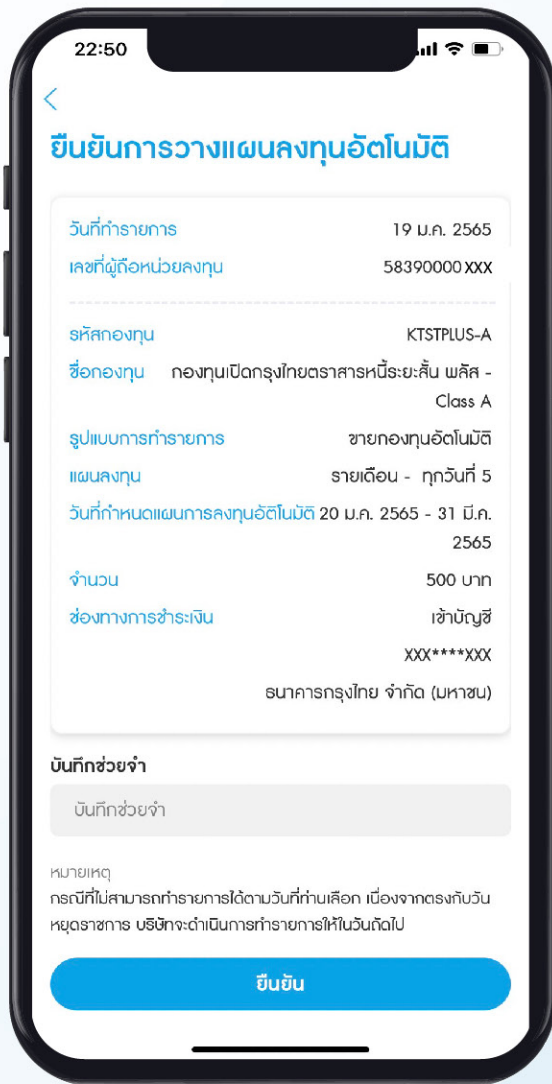 22:50
ยืนยันการวางแผนลงทุนอัตโนมัติ
วันที่ทำรายการ 19 ม.ค. 2565
เลขที่ผู้ถือหน่วยลงทุน 58390000 XXX
รหัสกองทุน KTSTPLUS-A
ชื่อกองทุน กองทุนเปิดกรุงไทยตราสารหนี้ระยะสั้น พลัส -
Class A
รูปแบบการทำรายการ ขายกองทุนอัตโนมัติ
แผนลงทุน รายเดือน - ทุกวันที่ 5
วันที่กำหนดแผนการลงทุนอัติโนมัติ 20 ม.ค. 2565 - 31 มี.ค.
2565
จำนวน 500 บาท
ช่องทางการชำระเงิน เข้าบัญชี
XXX****XXX
ธนาคารกรุงไทย จำกัด (มหาชน)
บันทึกช่วยจำ
บันทึกช่วยจำ
หมายเหตุ
กรณีที่ไม่สามารถทำรายการได้ตามวันที่ท่านเลือก เนื่องจากตรงกับวัน
หยุดราชการ บริษัทจะดำเนินการทำรายการให้ในวันถัดไป
ยืนยัน